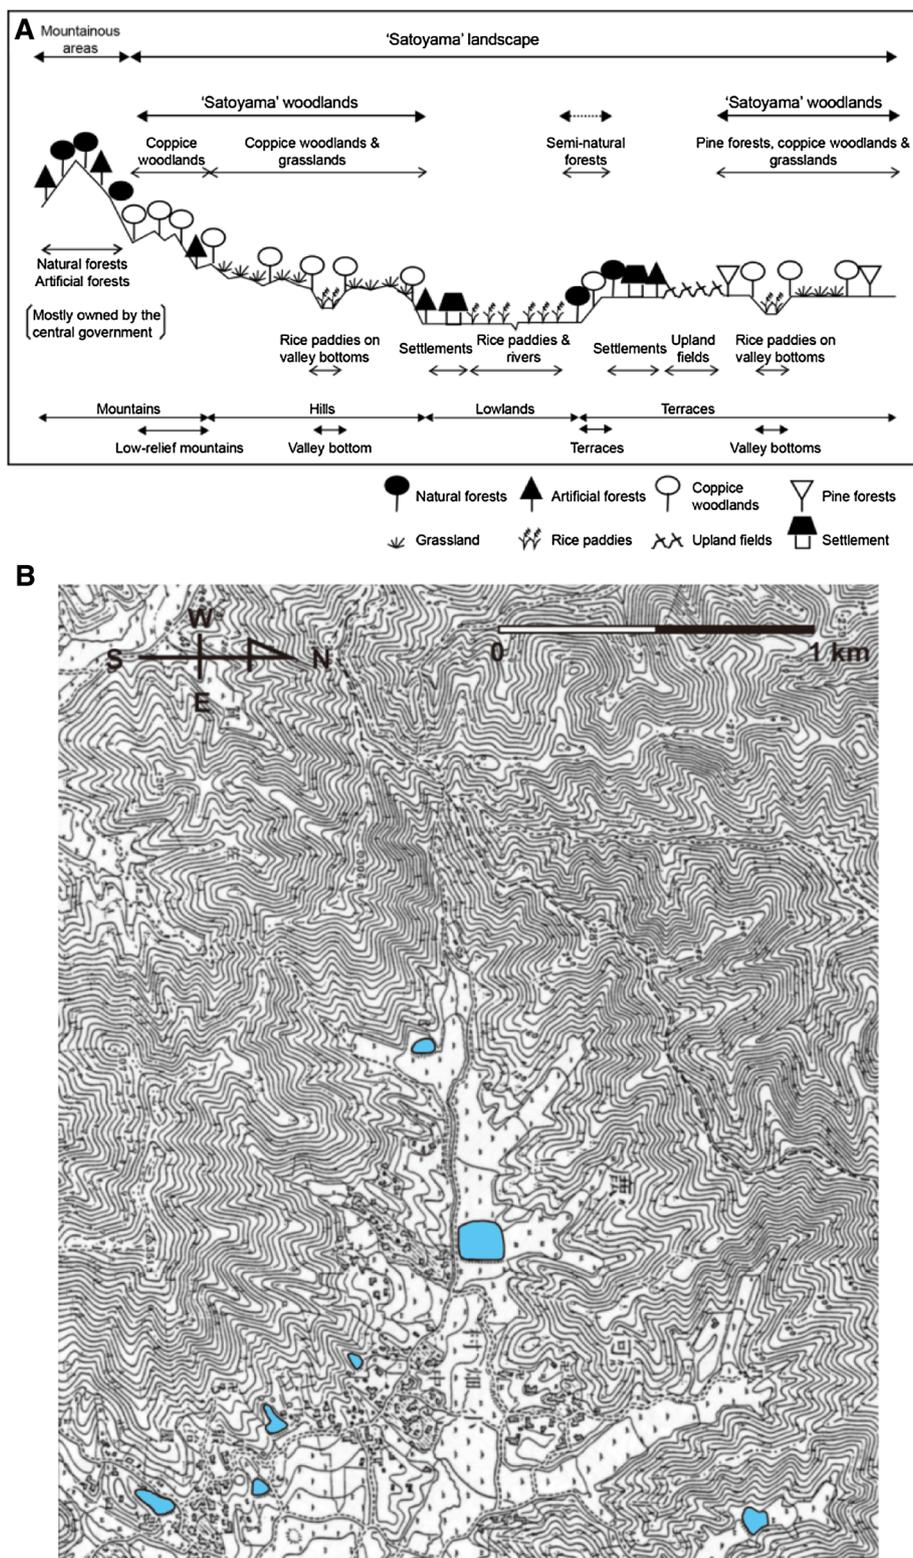 A
Mountainous
areas
‘Satoyama’ landscape
‘Satoyama’ woodlands
‘Satoyama’ woodlands
Coppice
woodlands
Coppice woodlands &
grasslands
Semi-natural
forests
Pine forests, coppice woodlands &
grasslands
Natural forests
Artificial forests
Mostly owned by the
central government
Rice paddies on
valley bottoms
Settlements
Rice paddies &
rivers
Settlements
Upland
fields
Rice paddies on
valley bottoms
Mountains
Hills
Lowlands
Terraces
Low-relief mountains
Valley bottom
Terraces
Valley bottoms
Natural forests
Artificial forests
Coppice
woodlands
Pine forests
Grassland
Rice paddies
Upland fields
Settlement
B
W
S
N
E
0
1 km